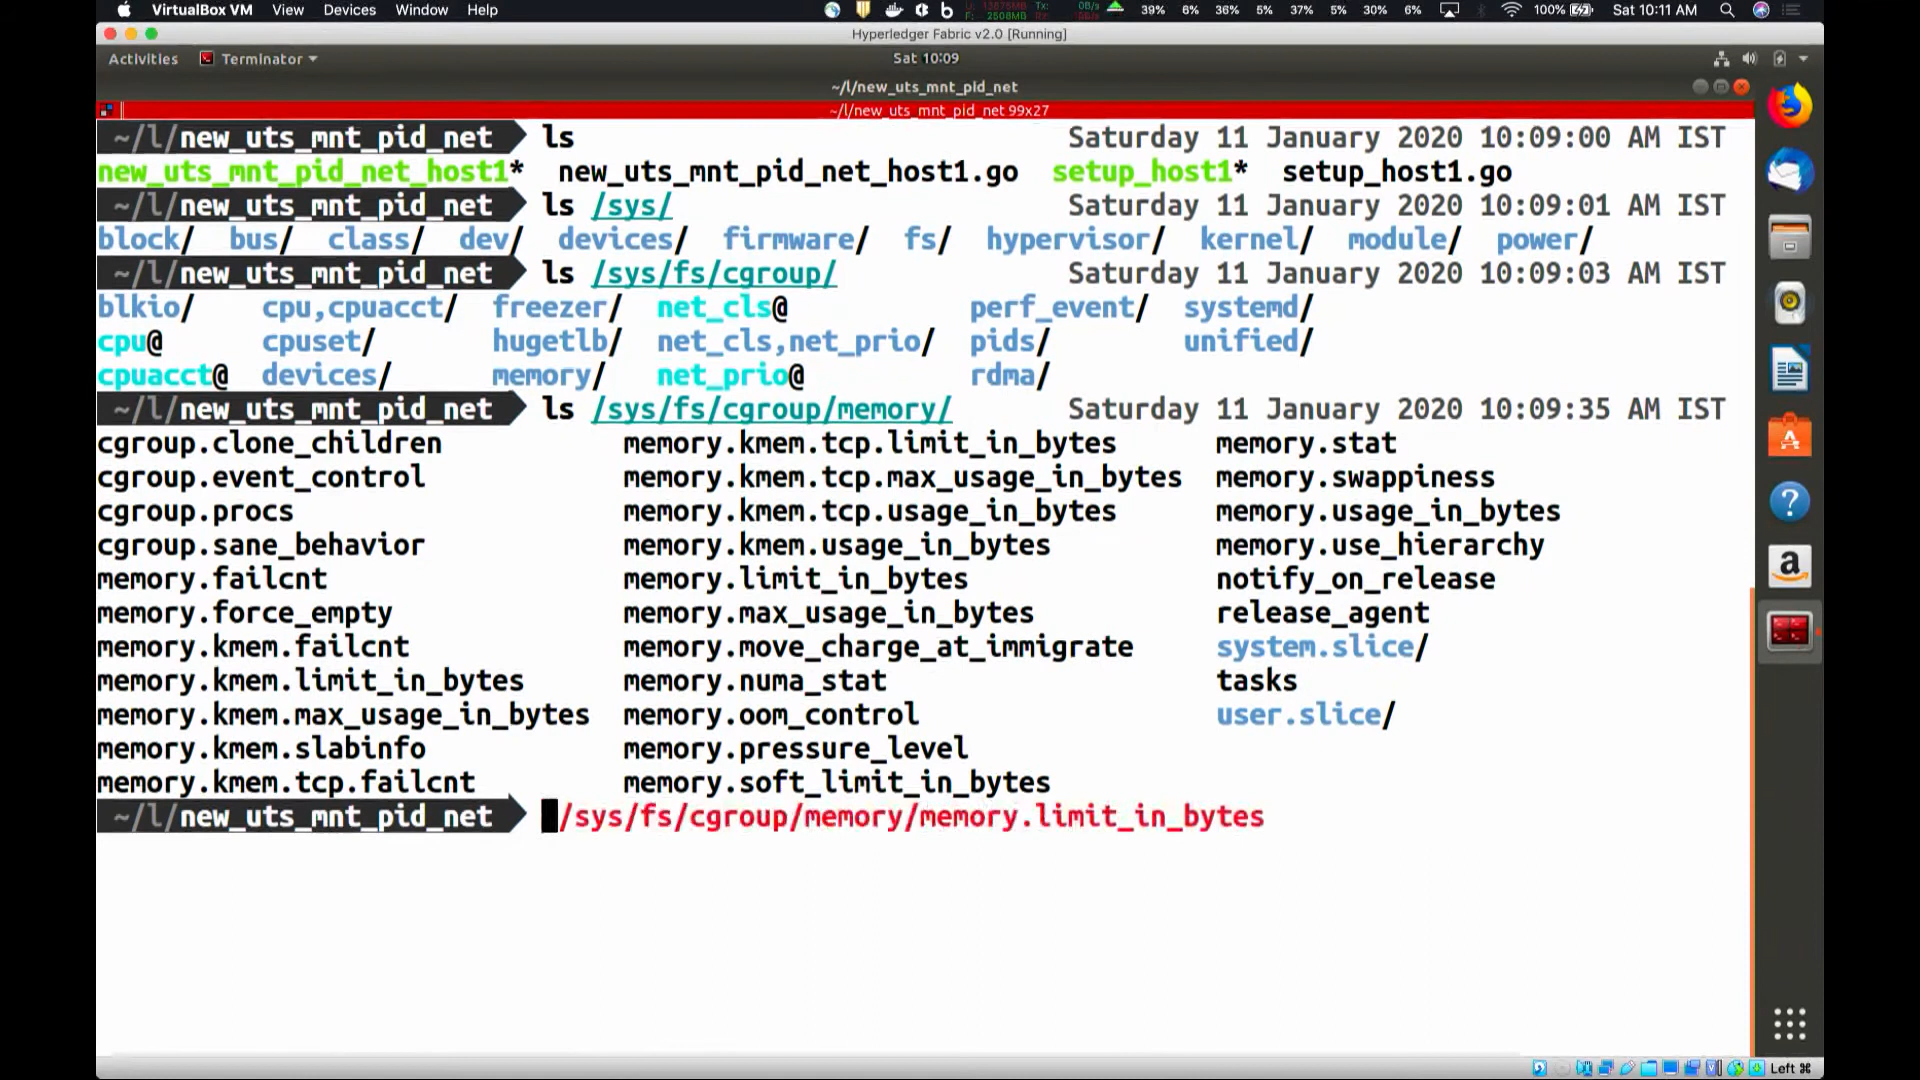 VirtualBox VM View Devices Window Help 39% 6% 36% 5% 37% 5% 30% 6% 100% Sat 10:11 AM
Hyperledger Fabric v2.0 [Running]
Activities Terminator Sat 10:09
~/l/new_uts_mnt_pid_net
~/l/new_uts_mnt_pid_net 99x27
~/l/new_uts_mnt_pid_net ls Saturday 11 January 2020 10:09:00 AM IST
new_uts_mnt_pid_net_host1* new_uts_mnt_pid_net_host1.go setup_host1* setup_host1.go
~/l/new_uts_mnt_pid_net ls /sys/ Saturday 11 January 2020 10:09:01 AM IST
block/ bus/ class/ dev/ devices/ firmware/ fs/ hypervisor/ kernel/ module/ power/
~/l/new_uts_mnt_pid_net ls /sys/fs/cgroup/ Saturday 11 January 2020 10:09:03 AM IST
blkio/ cpu,cpuacct/ freezer/ net_cls@ perf_event/ systemd/
cpu@ cpuset/ hugetlb/ net_cls,net_prio/ pids/ unified/
cpuacct@ devices/ memory/ net_prio@ rdma/
~/l/new_uts_mnt_pid_net ls /sys/fs/cgroup/memory/ Saturday 11 January 2020 10:09:35 AM IST
cgroup.clone_children memory.kmem.tcp.limit_in_bytes memory.stat
cgroup.event_control memory.kmem.tcp.max_usage_in_bytes memory.swappiness
cgroup.procs memory.kmem.tcp.usage_in_bytes memory.usage_in_bytes
cgroup.sane_behavior memory.kmem.usage_in_bytes memory.use_hierarchy
memory.failcnt memory.limit_in_bytes notify_on_release
memory.force_empty memory.max_usage_in_bytes release_agent
memory.kmem.failcnt memory.move_charge_at_immigrate system.slice/
memory.kmem.limit_in_bytes memory.numa_stat tasks
memory.kmem.max_usage_in_bytes memory.oom_control user.slice/
memory.kmem.slabinfo memory.pressure_level
memory.kmem.tcp.failcnt memory.soft_limit_in_bytes
~/l/new_uts_mnt_pid_net /sys/fs/cgroup/memory/memory.limit_in_bytes
Left ⌘